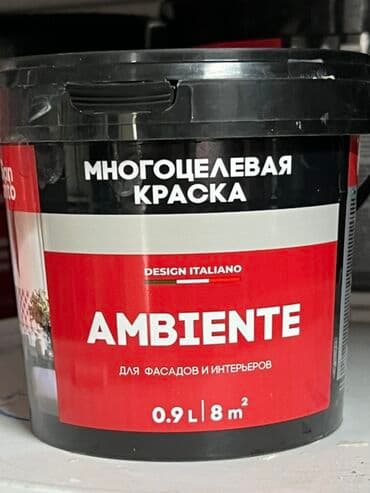 МНОГОЦЕЛЕВАЯ
КРАСКА
DESIGN ITALIANO
AMBIENTE
ДЛЯ ФАСАДОВ И ИНТЕРЬЕРОВ
0.9 L | 8 m²